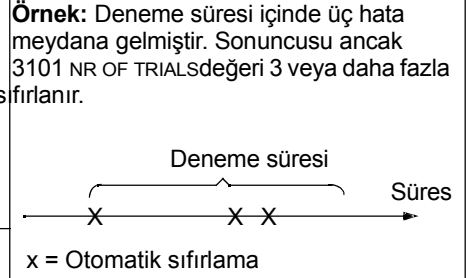 Örnek: Deneme süresi içinde üç hata
meydana gelmiştir. Sonuncusu ancak
3101 NR OF TRIALSdeğeri 3 veya daha fazla
sıfırlanır.
Deneme süresi
Süres
X X X
x = Otomatik sıfırlama